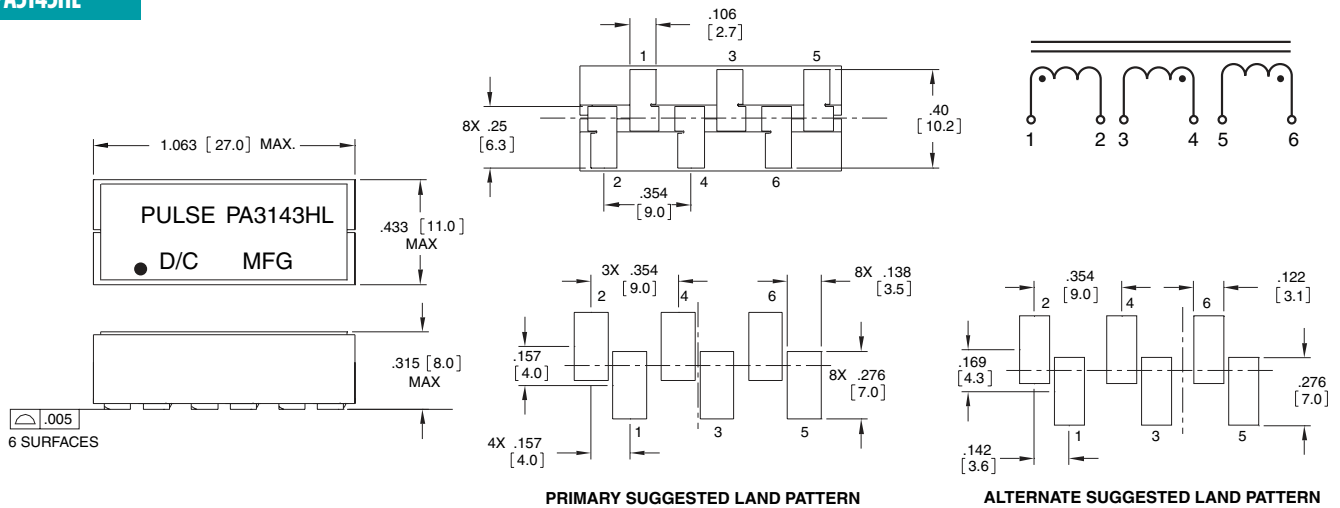 1.063 [27.0] MAX.
PULSE PA3143HL
D/C MFG
.433 [11.0]
MAX
.315 [8.0]
MAX
.005
6 SURFACES
.106
[2.7]
1 3 5
8X .25
[6.3]
.40
[10.2]
2 4 6
.354
[9.0]
1 2 3 4 5 6
3X .354
[9.0]
8X .138
[3.5]
2 4 6
.157
[4.0]
8X .276
[7.0]
1 3 5
4X .157
[4.0]
PRIMARY SUGGESTED LAND PATTERN
.354
[9.0]
.122
[3.1]
2 4 6
.169
[4.3]
.276
[7.0]
1 3 5
.142
[3.6]
ALTERNATE SUGGESTED LAND PATTERN